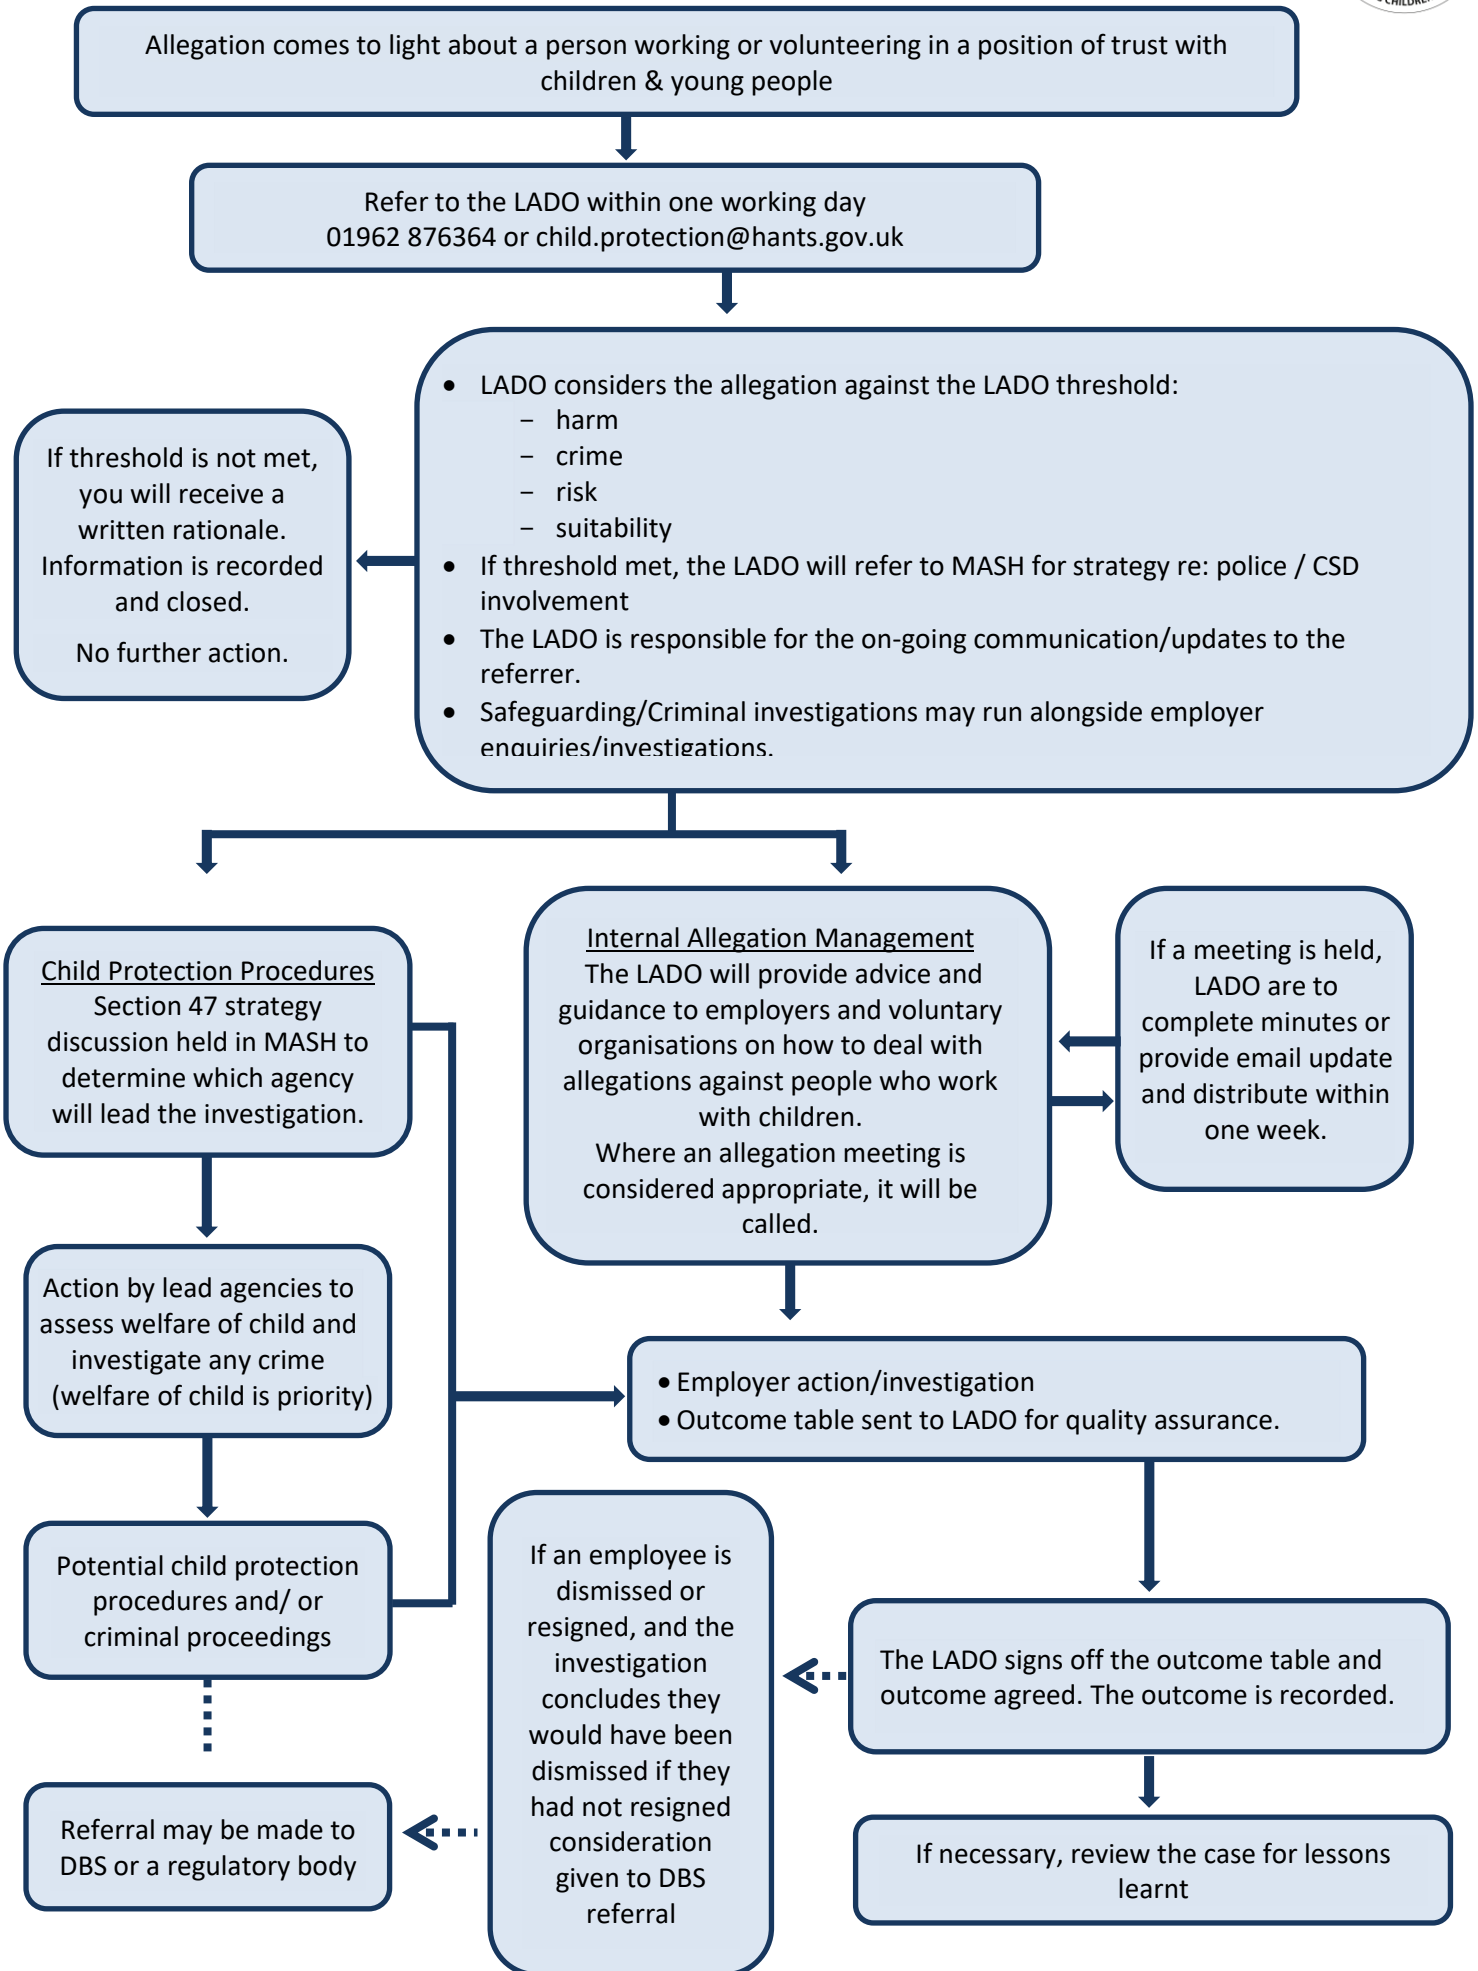 CHILDRE
Allegation comes to light about a person working or volunteering in a position of trust with
children & young people
Refer to the LADO within one working day
01962 876364 or child.protection@hants.gov.uk
• LADO considers the allegation against the LADO threshold:
− harm
− crime
− risk
− suitability
• If threshold met, the LADO will refer to MASH for strategy re: police / CSD
involvement
• The LADO is responsible for the on-going communication/updates to the
referrer.
• Safeguarding/Criminal investigations may run alongside employer
enquiries/investigations.
If threshold is not met,
you will receive a
written rationale.
Information is recorded
and closed.
No further action.
Child Protection Procedures
Section 47 strategy
discussion held in MASH to
determine which agency
will lead the investigation.
Internal Allegation Management
The LADO will provide advice and
guidance to employers and voluntary
organisations on how to deal with
allegations against people who work
with children.
Where an allegation meeting is
considered appropriate, it will be
called.
If a meeting is held,
LADO are to
complete minutes or
provide email update
and distribute within
one week.
Action by lead agencies to
assess welfare of child and
investigate any crime
(welfare of child is priority)
• Employer action/investigation
• Outcome table sent to LADO for quality assurance.
Potential child protection
procedures and/ or
criminal proceedings
If an employee is
dismissed or
resigned, and the
investigation
concludes they
would have been
dismissed if they
had not resigned
consideration
given to DBS
referral
The LADO signs off the outcome table and
outcome agreed. The outcome is recorded.
Referral may be made to
DBS or a regulatory body
If necessary, review the case for lessons
learnt